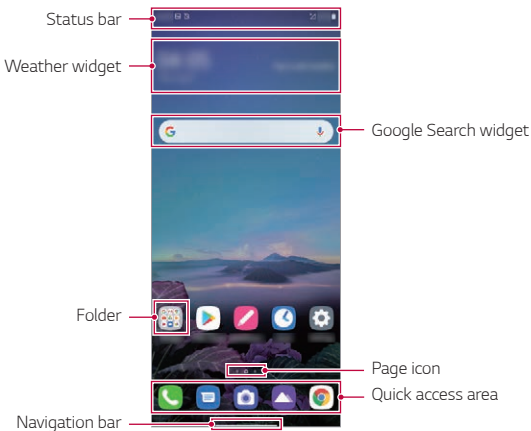 Status bar
Weather widget
Google Search widget
Folder
Page icon
Quick access area
Navigation bar